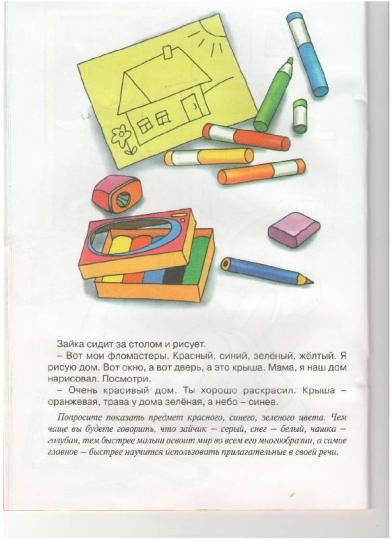 Зайка сидит за столом и рисует.
– Вот мои фломастеры. Красный, синий, зелёный, жёлтый. Я
рисую дом. Вот окно, а вот дверь, а это крыша. Мама, я наш дом
нарисовал. Посмотри.
– Очень красивый дом. Ты хорошо раскрасил. Крыша –
оранжевая, трава у дома зелёная, а небо – синее.
Попросите показать предмет красного, синего, зеленого цвета. Чем
чаще вы будете говорить, что зайчик – серый, снег – белый, чашка –
голубая, тем быстрее малыш освоит мир во всем его многообразии, а самое
главное – быстрее научится использовать прилагательные в своей речи.